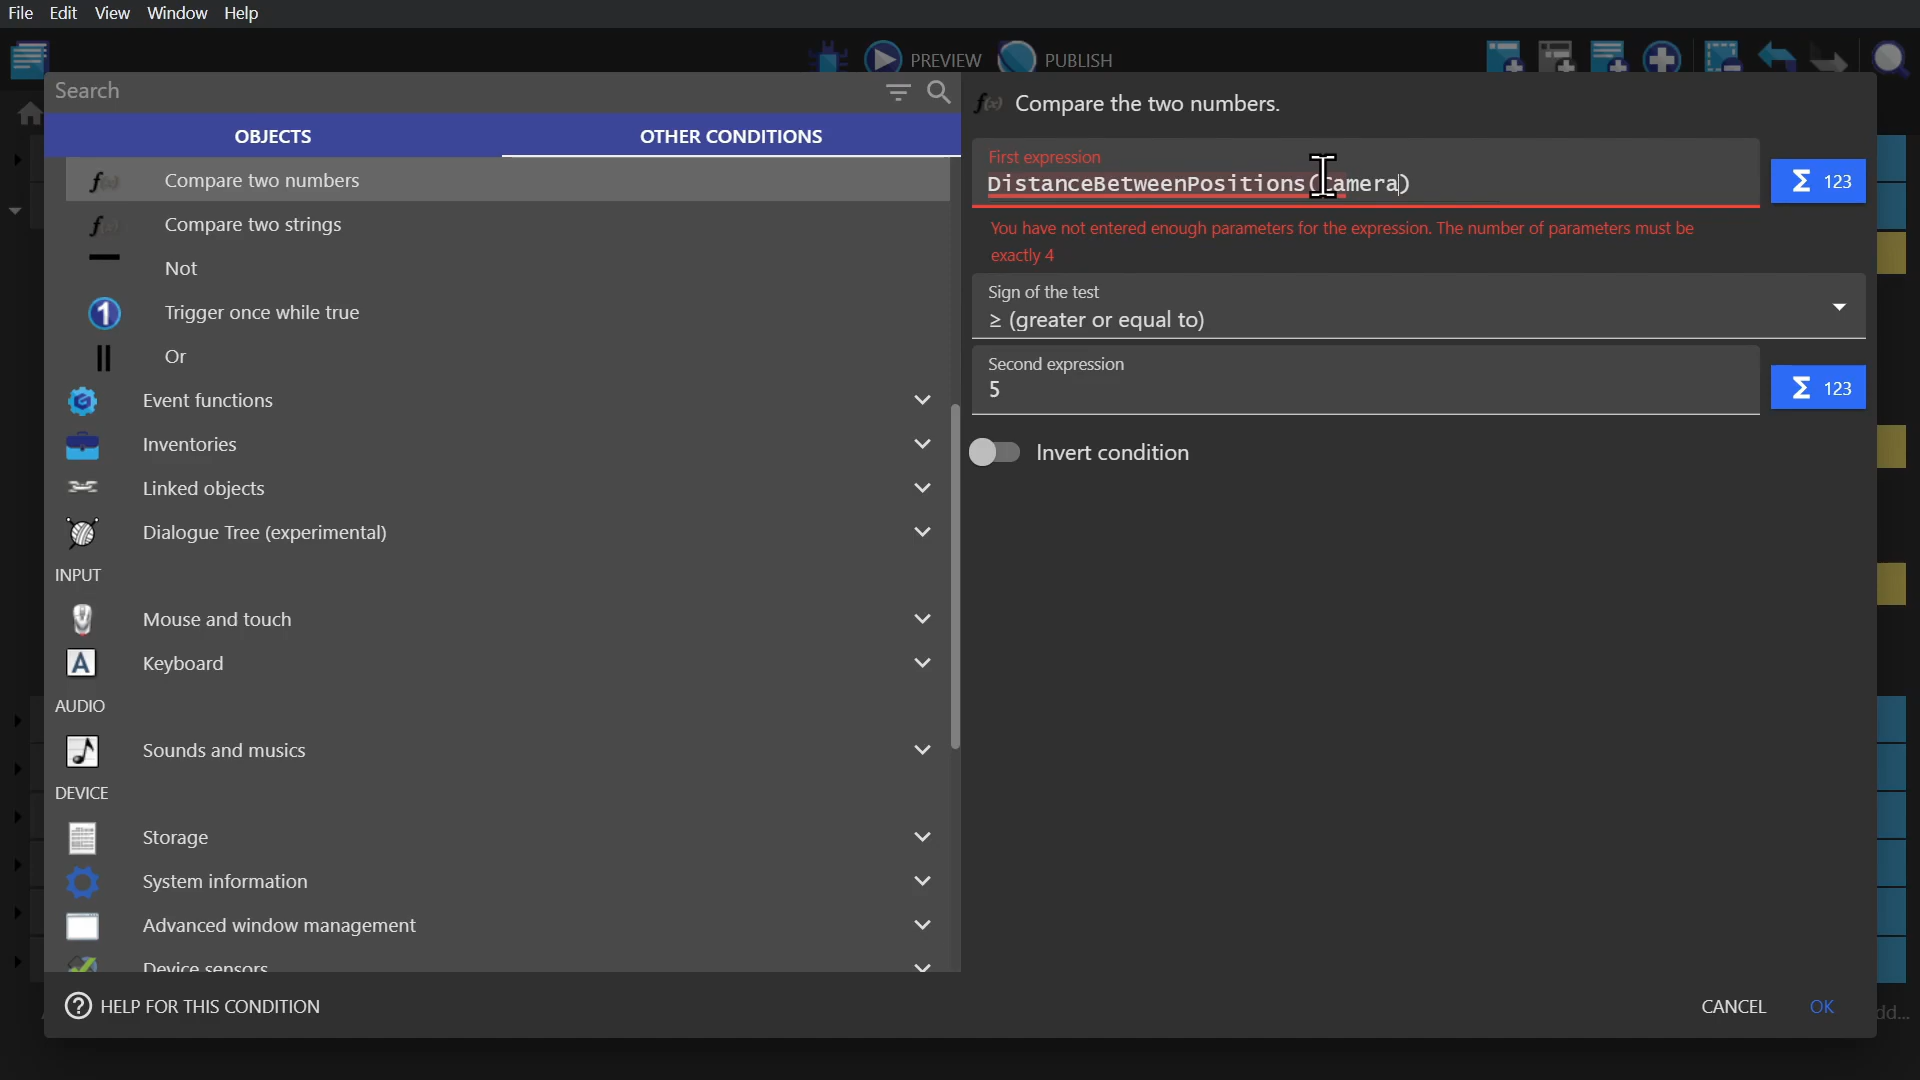 File Edit View Window Help
PREVIEW PUBLISH
Search
OBJECTS OTHER CONDITIONS
Compare two numbers
Compare two strings
Not
Trigger once while true
Or
Event functions
Inventories
Linked objects
Dialogue Tree (experimental)
INPUT
Mouse and touch
A Keyboard
AUDIO
Sounds and musics
DEVICE
Storage
System information
Advanced window management
Device sensors
HELP FOR THIS CONDITION
f(x) Compare the two numbers.
First expression
DistanceBetweenPositions(Camera)
Σ 123
You have not entered enough parameters for the expression. The number of parameters must be
exactly 4
Sign of the test
≥ (greater or equal to)
Second expression
5
Σ 123
Invert condition
CANCEL OK
dd...